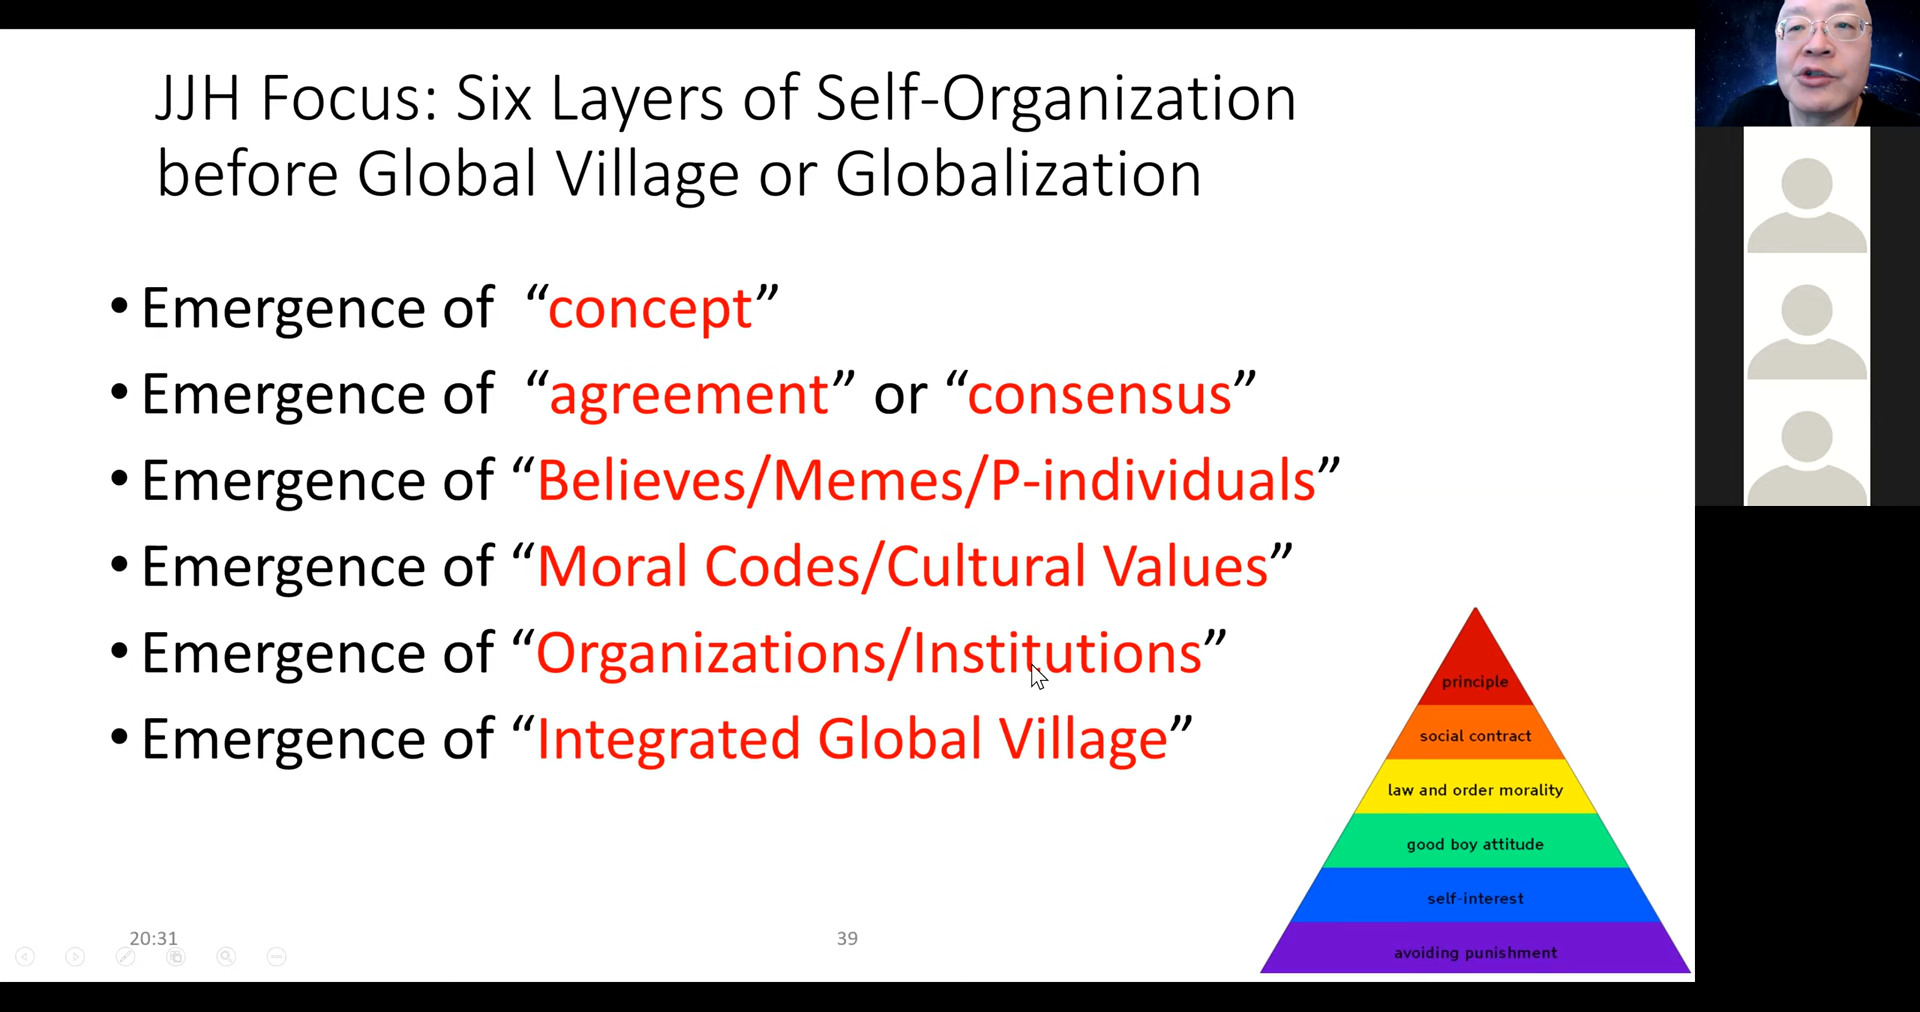 JJH Focus: Six Layers of Self-Organization
before Global Village or Globalization
• Emergence of “concept”
• Emergence of “agreement” or “consensus”
• Emergence of “Believes/Memes/P-individuals”
• Emergence of “Moral Codes/Cultural Values”
• Emergence of “Organizations/Institutions”
• Emergence of “Integrated Global Village”
principle
social contract
law and order morality
good boy attitude
self-interest
avoiding punishment
20:31
39